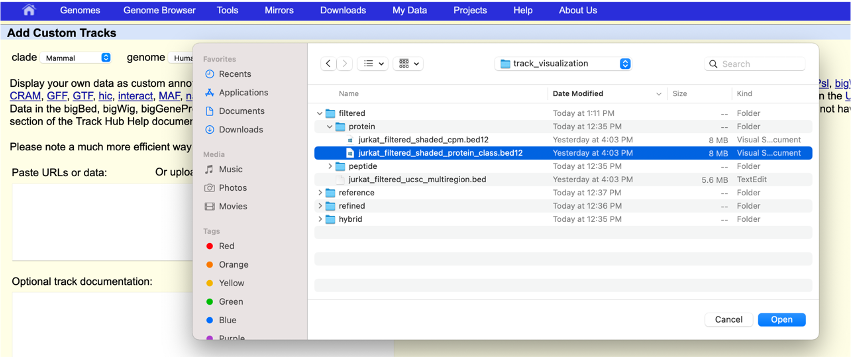 Genomes Genome Browser Tools Mirrors Downloads My Data Projects Help About Us
Add Custom Tracks
clade Mammal genome Huma
Display your own data as custom anno
PsI, bigW
CRAM, GFF, GTF, hic, interact, MAF, n
in the U
Data in the bigBed, bigWig, bigGenePre
not hav
section of the Track Hub Help documen
Please note a much more efficient way
Paste URLs or data: Or uploa
Optional track documentation:
Favorites
Recents
Applications
Documents
Downloads
Media
Music
Photos
Movies
Tags
Red
Orange
Yellow
Green
Blue
Purple
track_visualization
Search
Name Date Modified Size Kind
filtered Today at 1:11 PM -- Folder
protein Today at 12:35 PM -- Folder
jurkat_filtered_shaded_cpm.bed12 Yesterday at 4:03 PM 8 MB Visual S...cument
jurkat_filtered_shaded_protein_class.bed12 Yesterday at 4:03 PM 8 MB Visual S...cument
peptide Today at 12:35 PM -- Folder
jurkat_filtered_ucsc_multiregion.bed Yesterday at 4:03 PM 5.6 MB TextEdit
reference Today at 12:37 PM -- Folder
refined Today at 12:36 PM -- Folder
hybrid Today at 12:35 PM -- Folder
Cancel Open